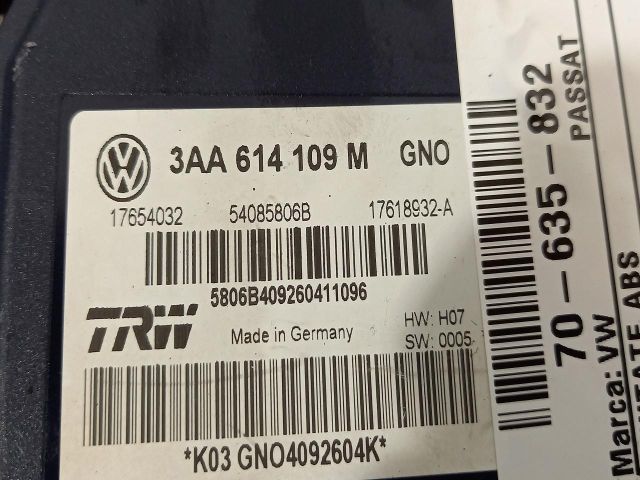 3AA 614 109 M GNO
17654032 54085806B 17618932-A
5806B409260411096
TRW Made in Germany
HW: H07
SW: 0005
*K03 GNO4092604K*
70-635-832
PASSAT
Marca: VW
ABS